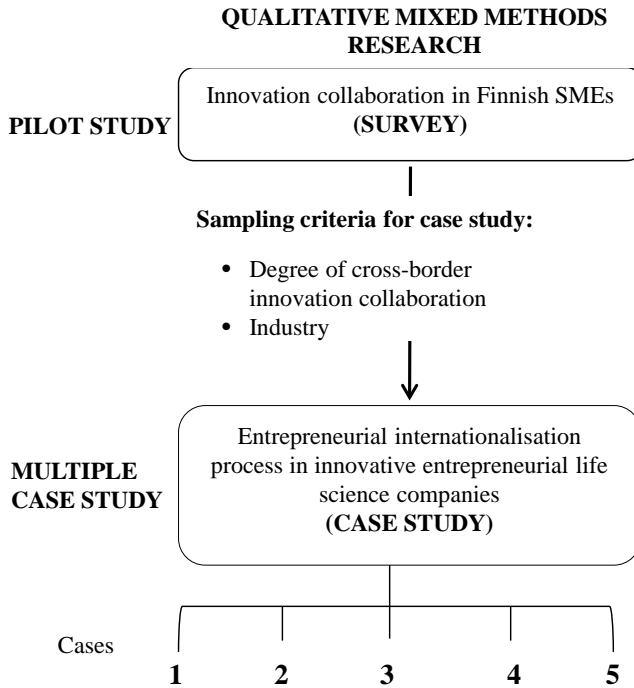 QUALITATIVE MIXED METHODS
RESEARCH
Innovation collaboration in Finnish SMEs
(SURVEY)
PILOT STUDY
Sampling criteria for case study:
• Degree of cross-border
innovation collaboration
• Industry
Entrepreneurial internationalisation
process in innovative entrepreneurial life
science companies
(CASE STUDY)
MULTIPLE
CASE STUDY
Cases
1 2 3 4 5